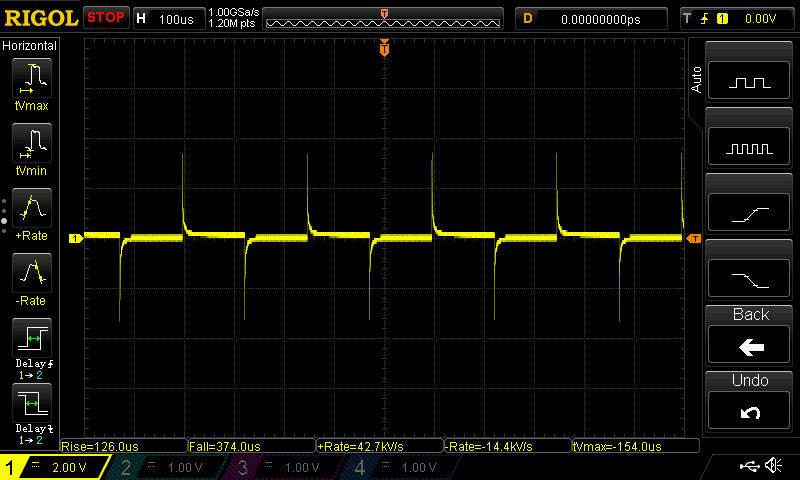 RIGOL STOP H 100us 1.00GSa/s 1.20M pts T D 0.00000000ps T 1 0.00V
Horizontal
tVmax
tVmin
+Rate
-Rate
Delay
1→2
Delay
1→2
T
1
T
Auto
Back
Undo
Rise=126.0us Fall=374.0us +Rate=42.7kV/s -Rate=-14.4kV/s tVmax=-154.0us
1 2.00 V 2 1.00 V 3 1.00 V 4 1.00 V